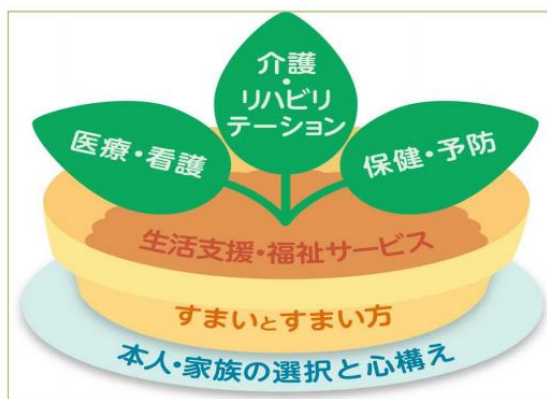 介護
・
リハビリ
テーション
医療・看護
保健・予防
生活支援・福祉サービス
すまいとすまい方
本人・家族の選択と心構え